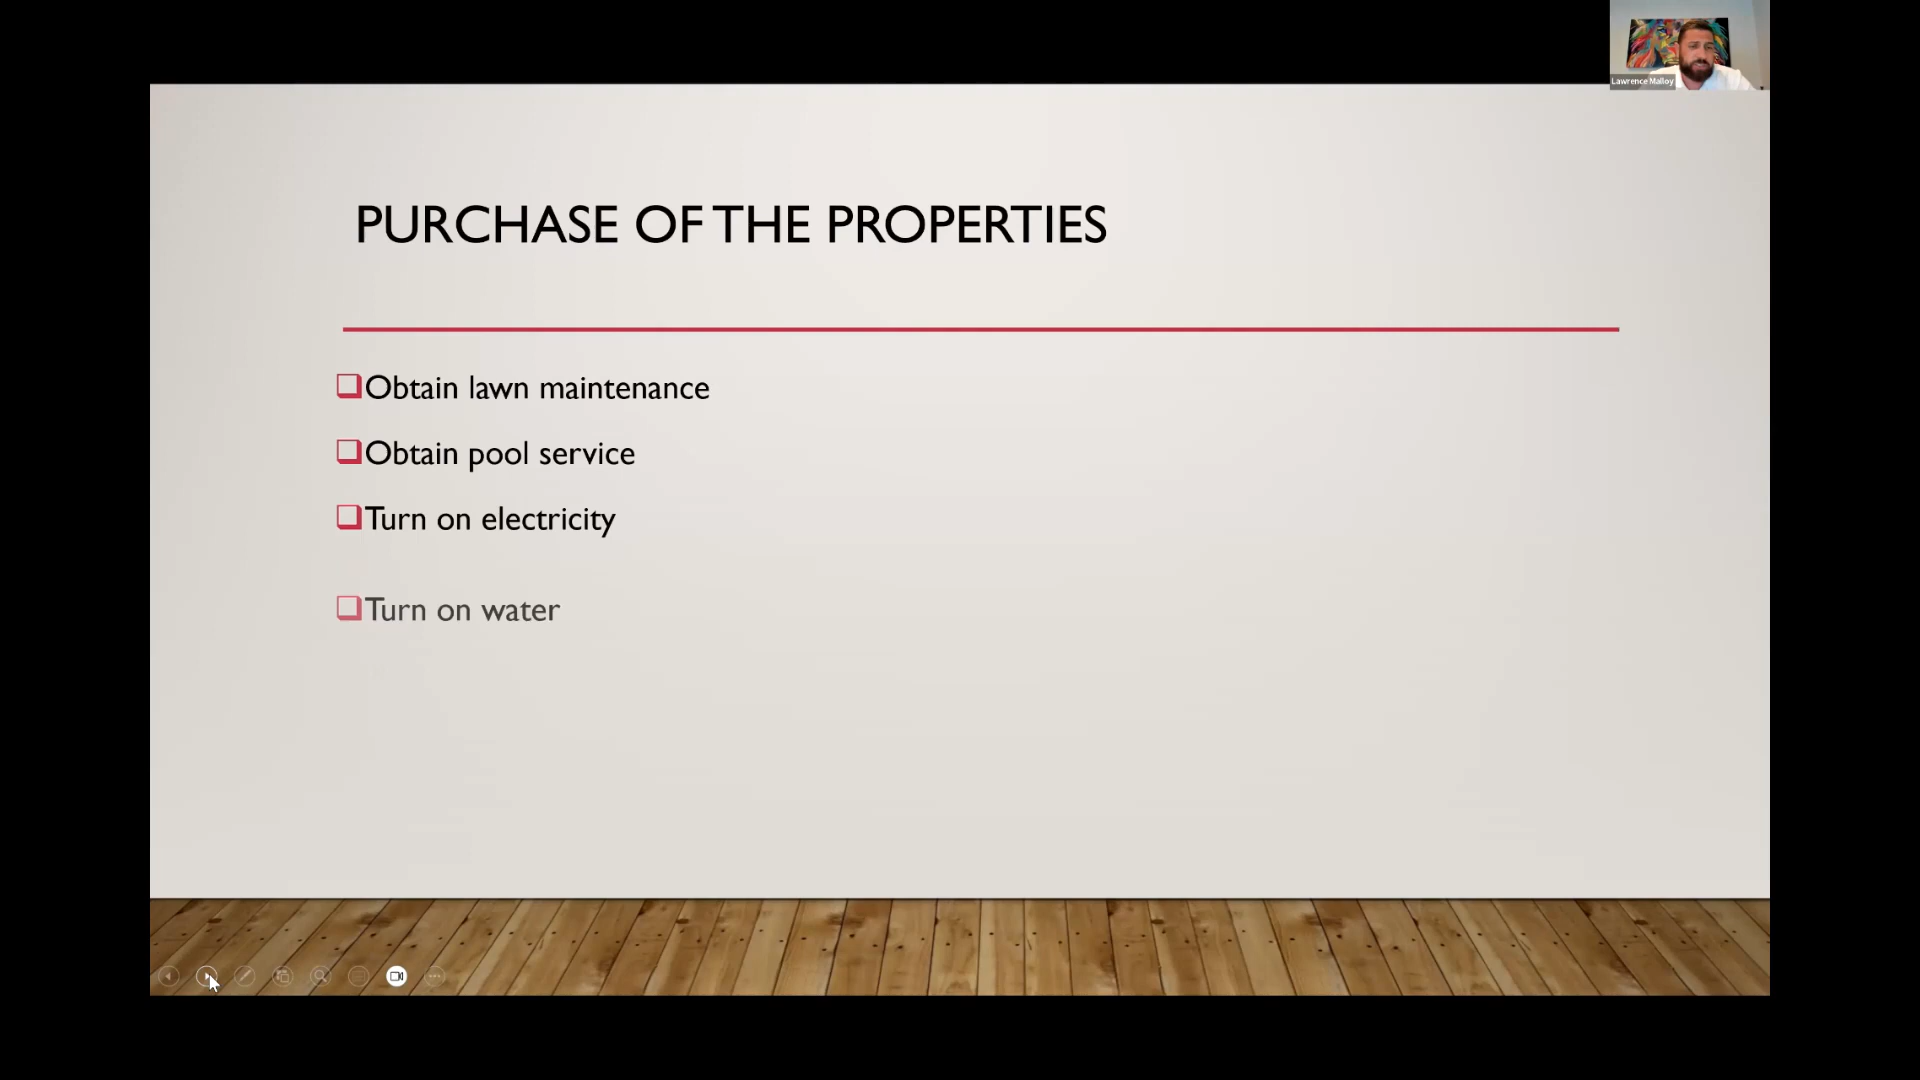 Lawrence Malloy
PURCHASE OF THE PROPERTIES
Obtain lawn maintenance
Obtain pool service
Turn on electricity
Turn on water